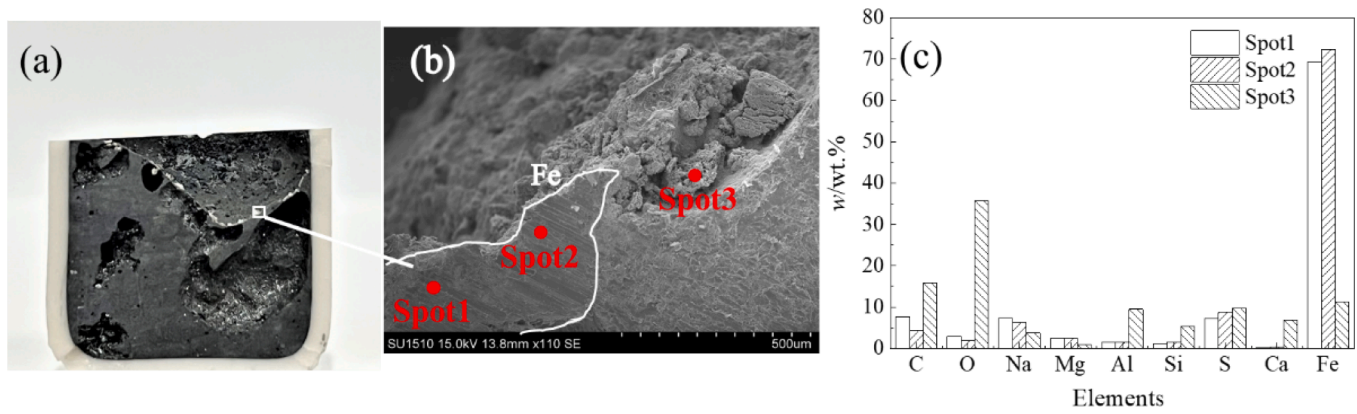 (a)
(b)
Fe
Spot1
Spot2
Spot3
SU1510 15.0kV 13.8mm x110 SE
500um
(c)
Spot1
Spot2
Spot3
w/wt.%
80
70
60
50
40
30
20
10
0
C O Na Mg Al Si S Ca Fe
Elements